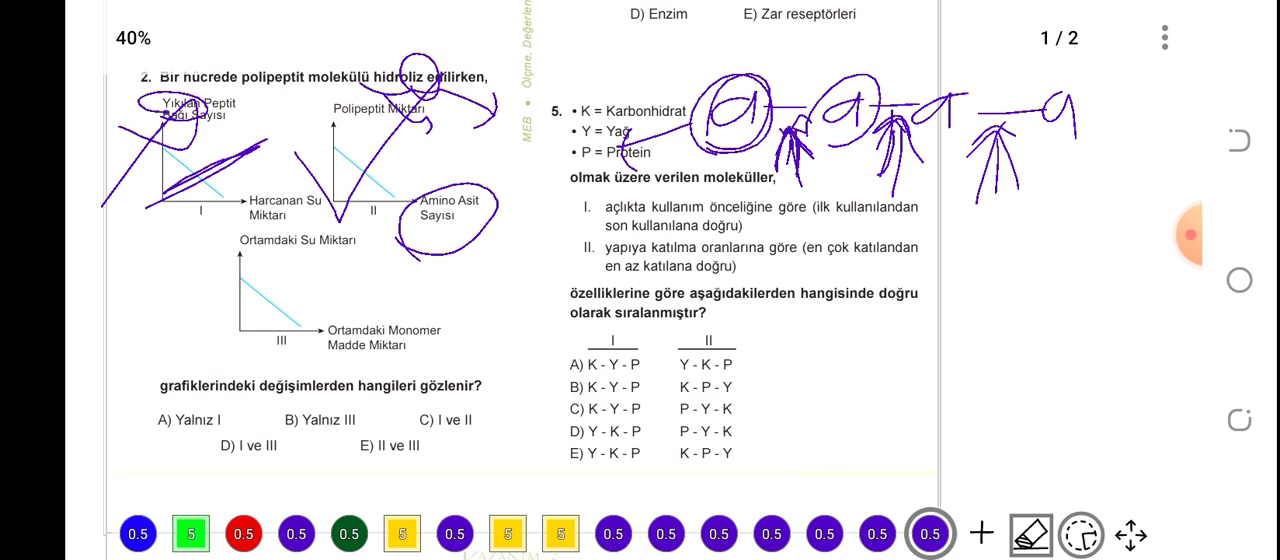 40%
1 / 2
D) Enzim E) Zar reseptörleri
MEB ● Ölçme, Değerlen
2. Bir hücrede polipeptit molekülü hidroliz edilirken,
Yıkılan Peptit
Bağı Sayısı
Harcanan Su
Miktarı
I
Polipeptit Miktarı
Amino Asit
Sayısı
II
Ortamdaki Su Miktarı
Ortamdaki Monomer
Madde Miktarı
III
grafiklerindeki değişimlerden hangileri gözlenir?
A) Yalnız I B) Yalnız III C) I ve II
D) I ve III E) II ve III
5. • K = Karbonhidrat
• Y = Yağ
• P = Protein
a a a a
olmak üzere verilen moleküller,
I. açlıkta kullanım önceliğine göre (ilk kullanılandan
son kullanılana doğru)
II. yapıya katılma oranlarına göre (en çok katılandan
en az katılana doğru)
özelliklerine göre aşağıdakilerden hangisinde doğru
olarak sıralanmıştır?
I II
A) K - Y - P Y - K - P
B) K - Y - P K - P - Y
C) K - Y - P P - Y - K
D) Y - K - P P - Y - K
E) Y - K - P K - P - Y
0.5 5 0.5 0.5 0.5 5 0.5 5 5 0.5 0.5 0.5 0.5 0.5 0.5 0.5